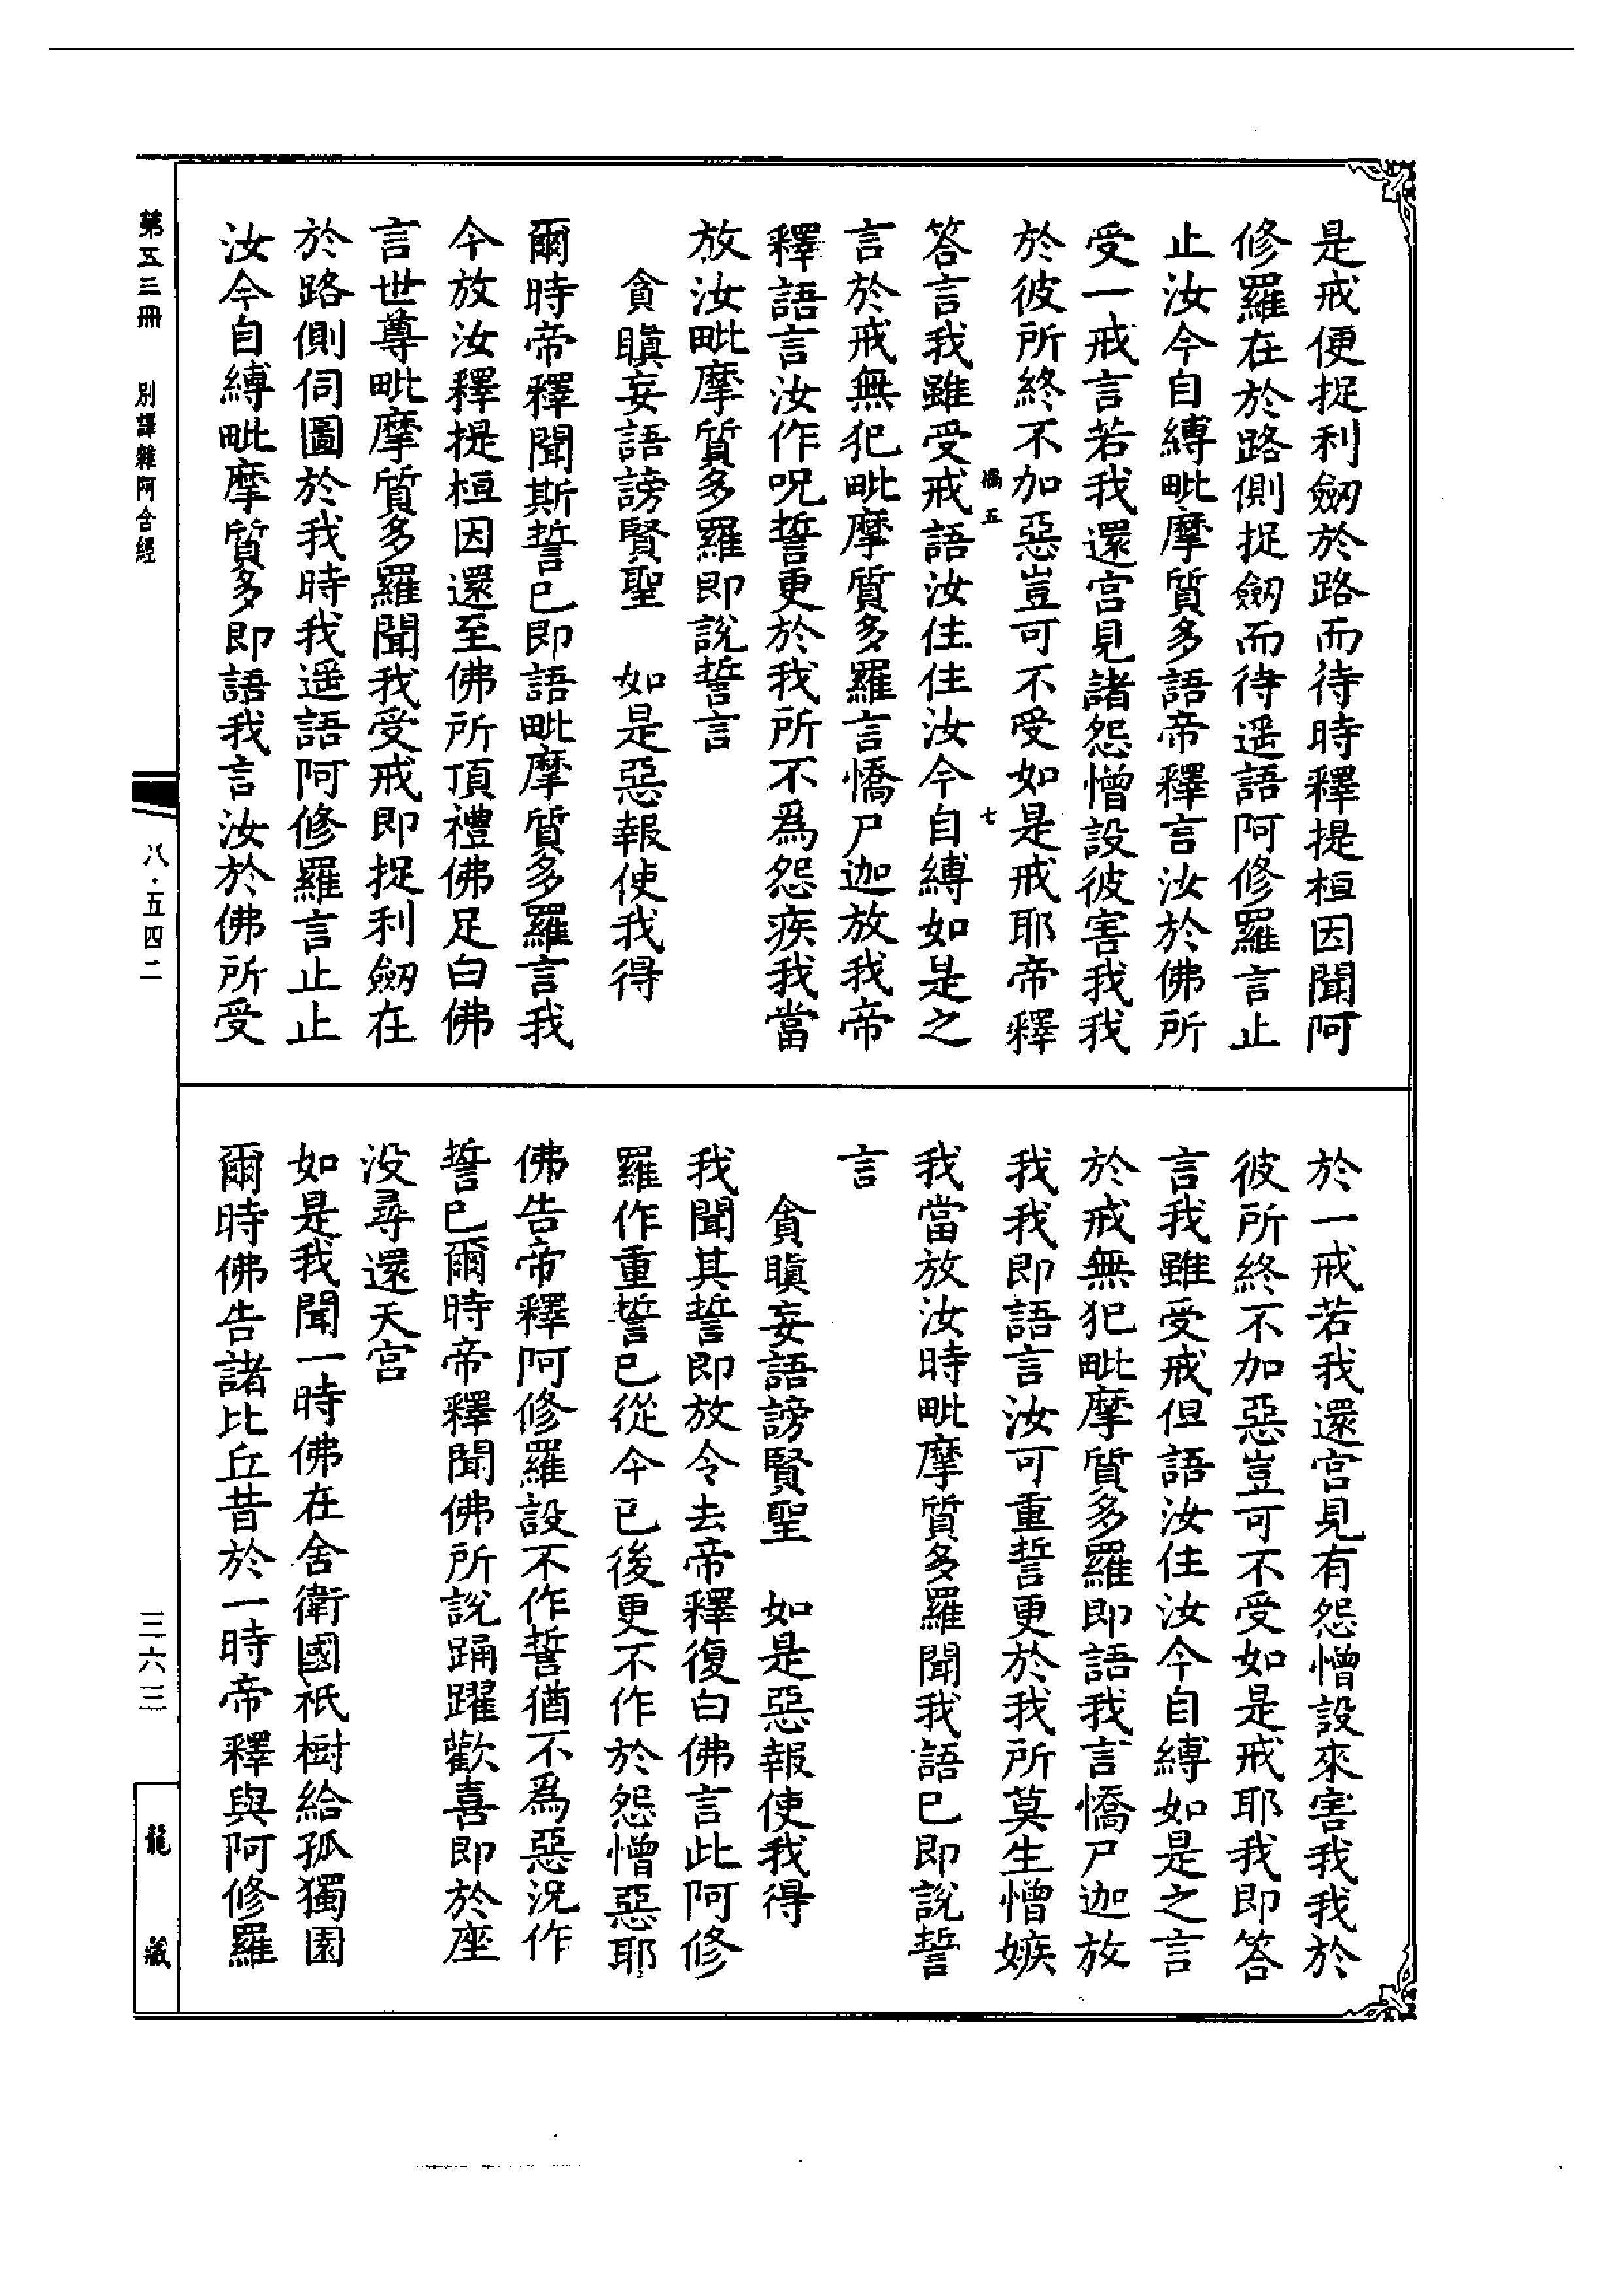 是戒便捉利劒於路而待時釋提桓因聞阿
修羅在於路側捉劒而待遥語阿修羅言止
止汝今自縛毗摩質多語帝釋言汝於佛所
受一戒言若我還宫見諸怨憎設彼害我我
於彼所終不加惡豈可不受如是戒耶帝釋
五
七
答言我雖受戒語汝住住汝今自縛如是之
言於戒無犯毗摩質多羅言憍尸迦放我帝
釋語言汝作呪誓更於我所不爲怨疾我當
放汝毗摩質多羅即說誓言
貪瞋妄語謗賢聖　如是惡報使我得
爾時帝釋聞斯誓已即語毗摩質多羅言我
今放汝釋提桓因還至佛所頂禮佛足白佛
言世尊毗摩質多羅聞我受戒即捉利劒在
於路側伺圖於我時我遥語阿修羅言止止
汝今自縛毗摩質多即語我言汝於佛所受
於一戒若我還宫見有怨憎設來害我我於
彼所終不加惡豈可不受如是戒耶我即答
言我雖受戒但語汝住汝今自縛如是之言
於戒無犯毗摩質多羅即語我言憍尸迦放
我我即語言汝可重誓更於我所莫生憎嫉
我當放汝時毗摩質多羅聞我語已即說誓
言
貪瞋妄語謗賢聖　如是惡報使我得
我聞其誓即放令去帝釋復白佛言此阿修
羅作重誓已從今已後更不作於怨憎惡耶
佛告帝釋阿修羅設不作誓猶不爲惡況作
誓已爾時帝釋聞佛所說踊躍歡喜即於座
没尋還天宫
如是我聞一時佛在舍衛國祇樹給孤獨園
爾時佛告諸比丘昔於一時帝釋與阿修羅
第五三冊　別譯雜阿含經
八·五四二
三六三
龍藏